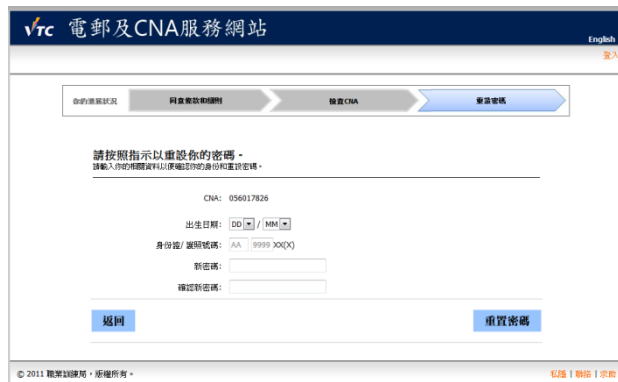 VTC 電郵及CNA服務網站
English
登入
你的進展狀況 同意條款和細則 檢查CNA 重設密碼
請按照指示以重設你的密碼。
請輸入你的相關資料以便確認你的身份和重設密碼。
CNA: 056017826
出生日期: DD / MM
身份證/ 護照號碼: AA 9999 XX(X)
新密碼:
確認新密碼:
返回 重置密碼
© 2011 職業訓練局，版權所有。 私隱 | 聯絡 | 求助